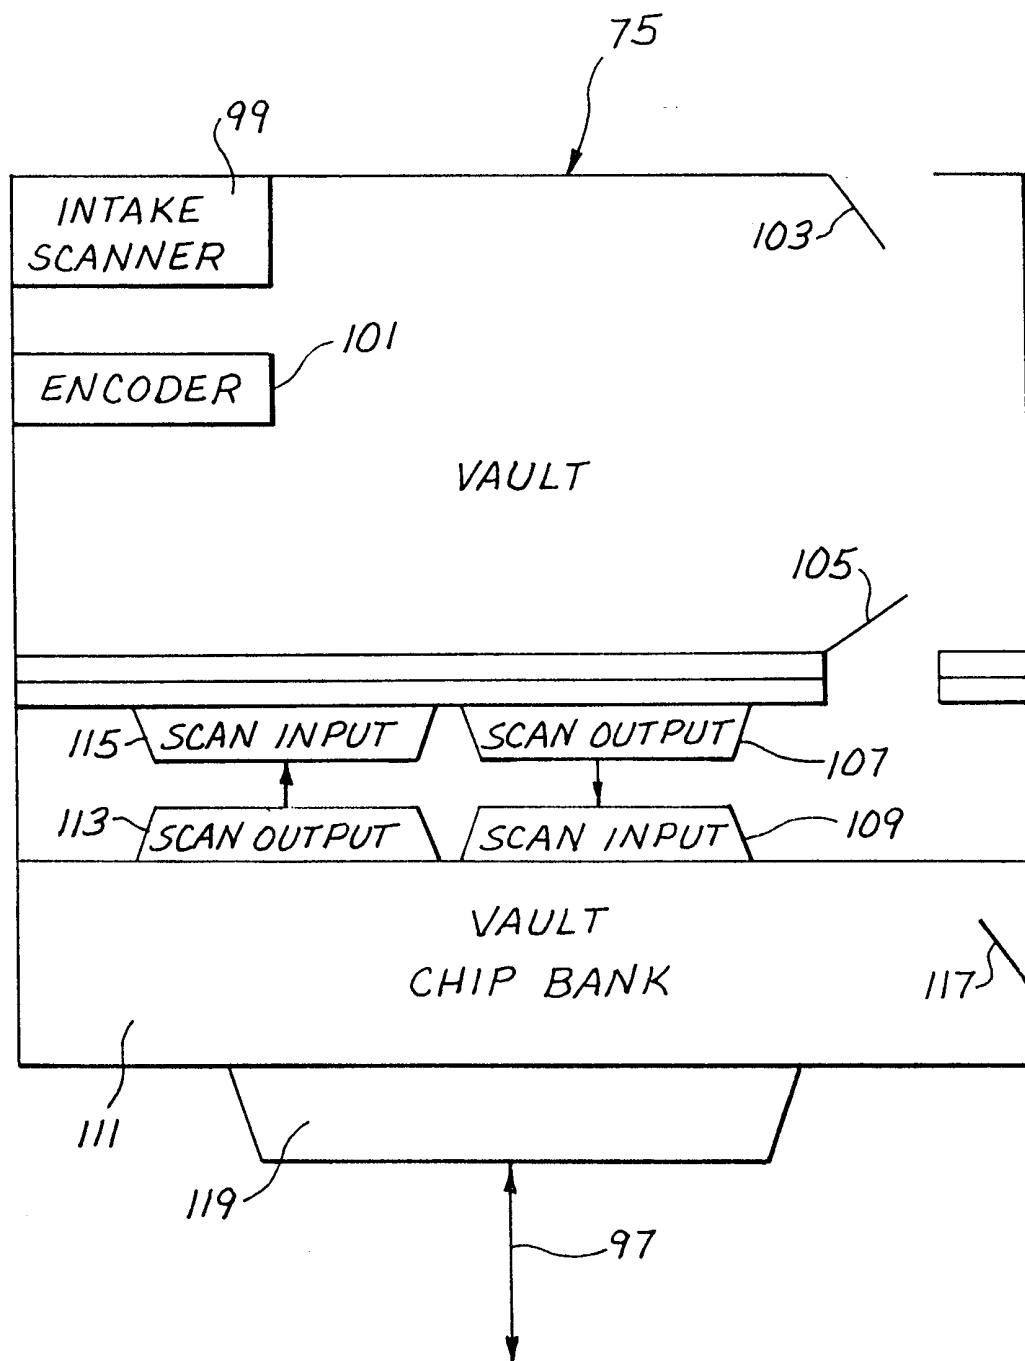 75
99
INTAKE
SCANNER
103
101
ENCODER
VAULT
105
115
SCAN INPUT
SCAN OUTPUT
107
113
SCAN OUTPUT
SCAN INPUT
109
VAULT
CHIP BANK
117
111
119
97